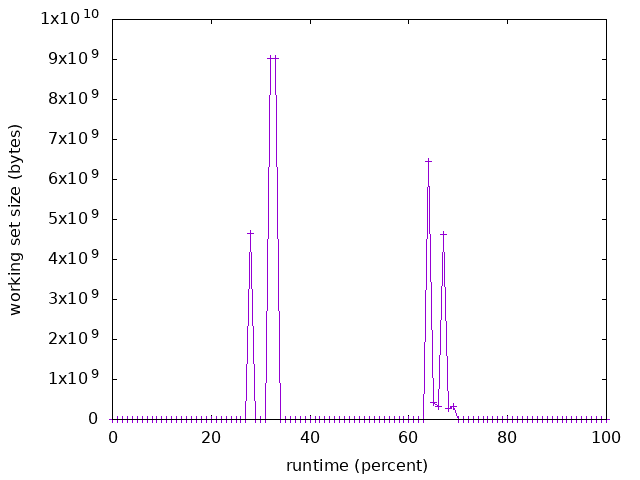 1x10^10
9x10^9
8x10^9
7x10^9
6x10^9
5x10^9
4x10^9
3x10^9
2x10^9
1x10^9
0
working set size (bytes)
0 20 40 60 80 100
runtime (percent)